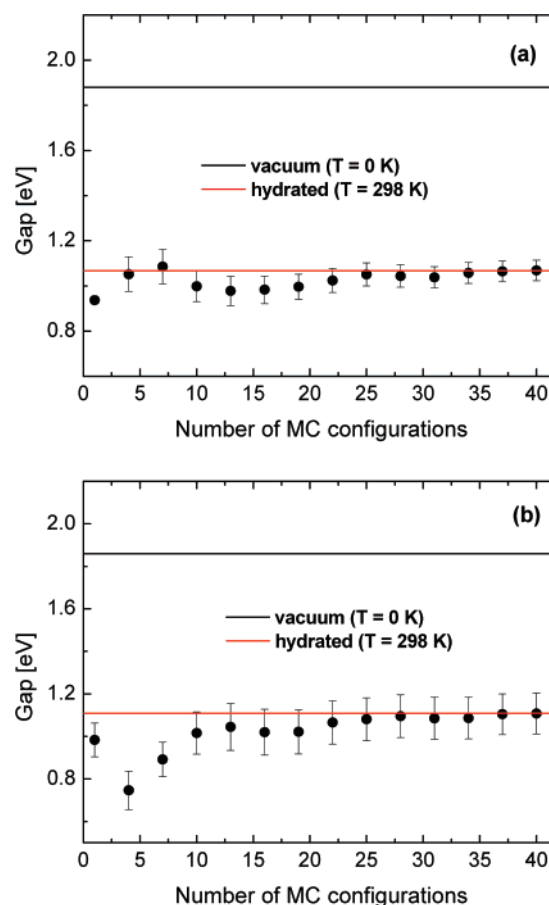 (a)
2.0
1.6
1.2
0.8
Gap [eV]
vacuum (T = 0 K)
hydrated (T = 298 K)
0 5 10 15 20 25 30 35 40
Number of MC configurations
(b)
2.0
1.6
1.2
0.8
Gap [eV]
vacuum (T = 0 K)
hydrated (T = 298 K)
0 5 10 15 20 25 30 35 40
Number of MC configurations